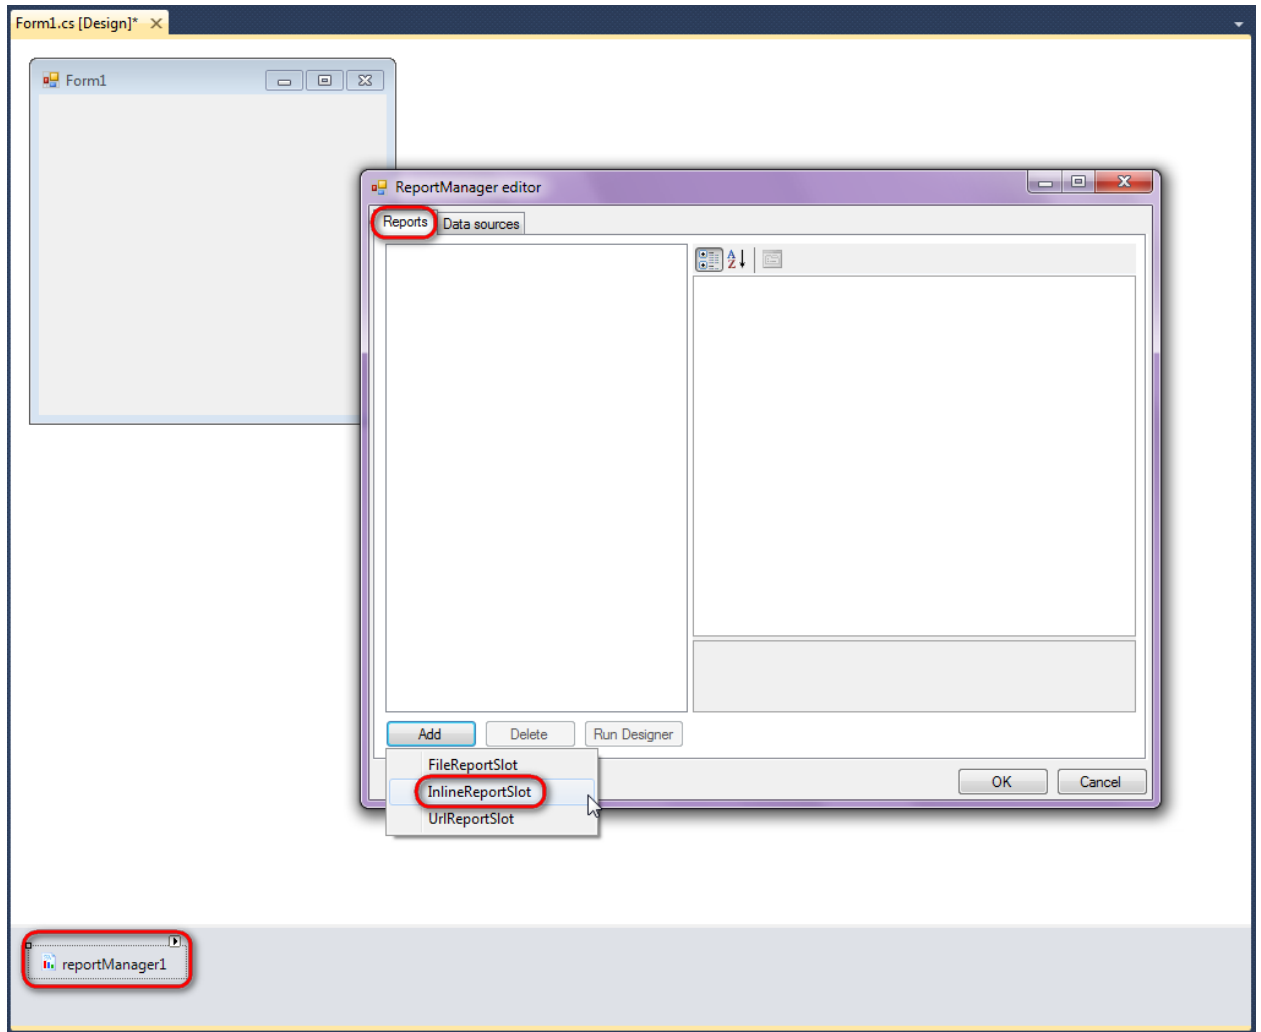 Form1.cs [Design]*
Form1
ReportManager editor
Reports
Data sources
A
Z
Add
Delete
Run Designer
FileReportSlot
InlineReportSlot
UrlReportSlot
OK
Cancel
reportManager1